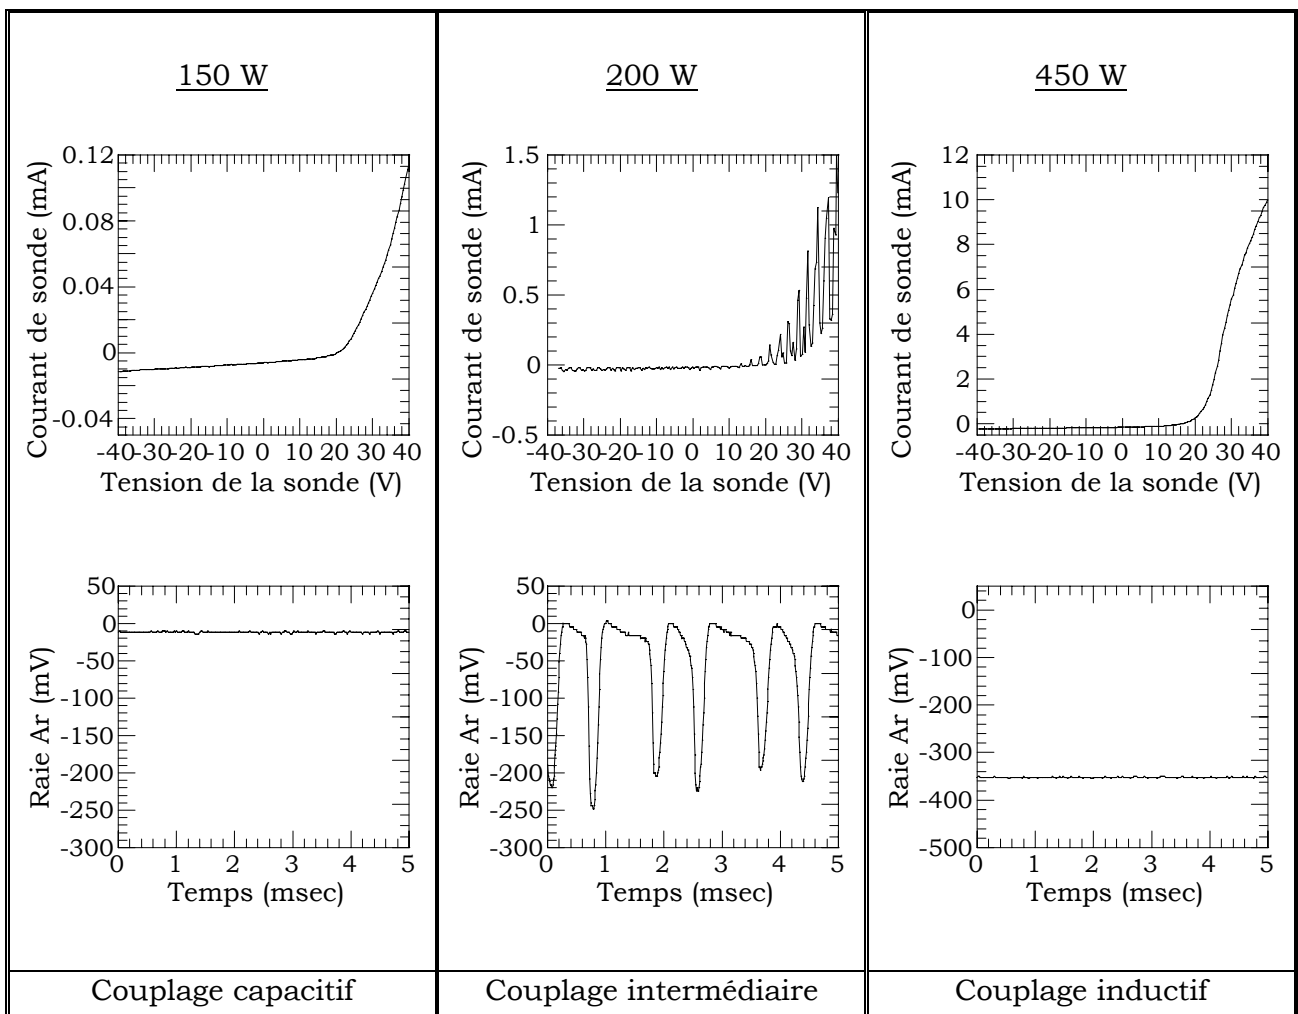 150 W
200 W
450 W
Courant de sonde (mA)
0.12
0.08
0.04
0
-0.04
-40 -30 -20 -10 0 10 20 30 40
Tension de la sonde (V)
Courant de sonde (mA)
1.5
1
0.5
0
-0.5
-40 -30 -20 -10 0 10 20 30 40
Tension de la sonde (V)
Courant de sonde (mA)
12
10
8
6
4
2
0
-40 -30 -20 -10 0 10 20 30 40
Tension de la sonde (V)
Raie Ar (mV)
50
0
-50
-100
-150
-200
-250
-300
0 1 2 3 4 5
Temps (msec)
Raie Ar (mV)
50
0
-50
-100
-150
-200
-250
-300
0 1 2 3 4 5
Temps (msec)
Raie Ar (mV)
0
-100
-200
-300
-400
-500
0 1 2 3 4 5
Temps (msec)
Couplage capacitif
Couplage intermédiaire
Couplage inductif